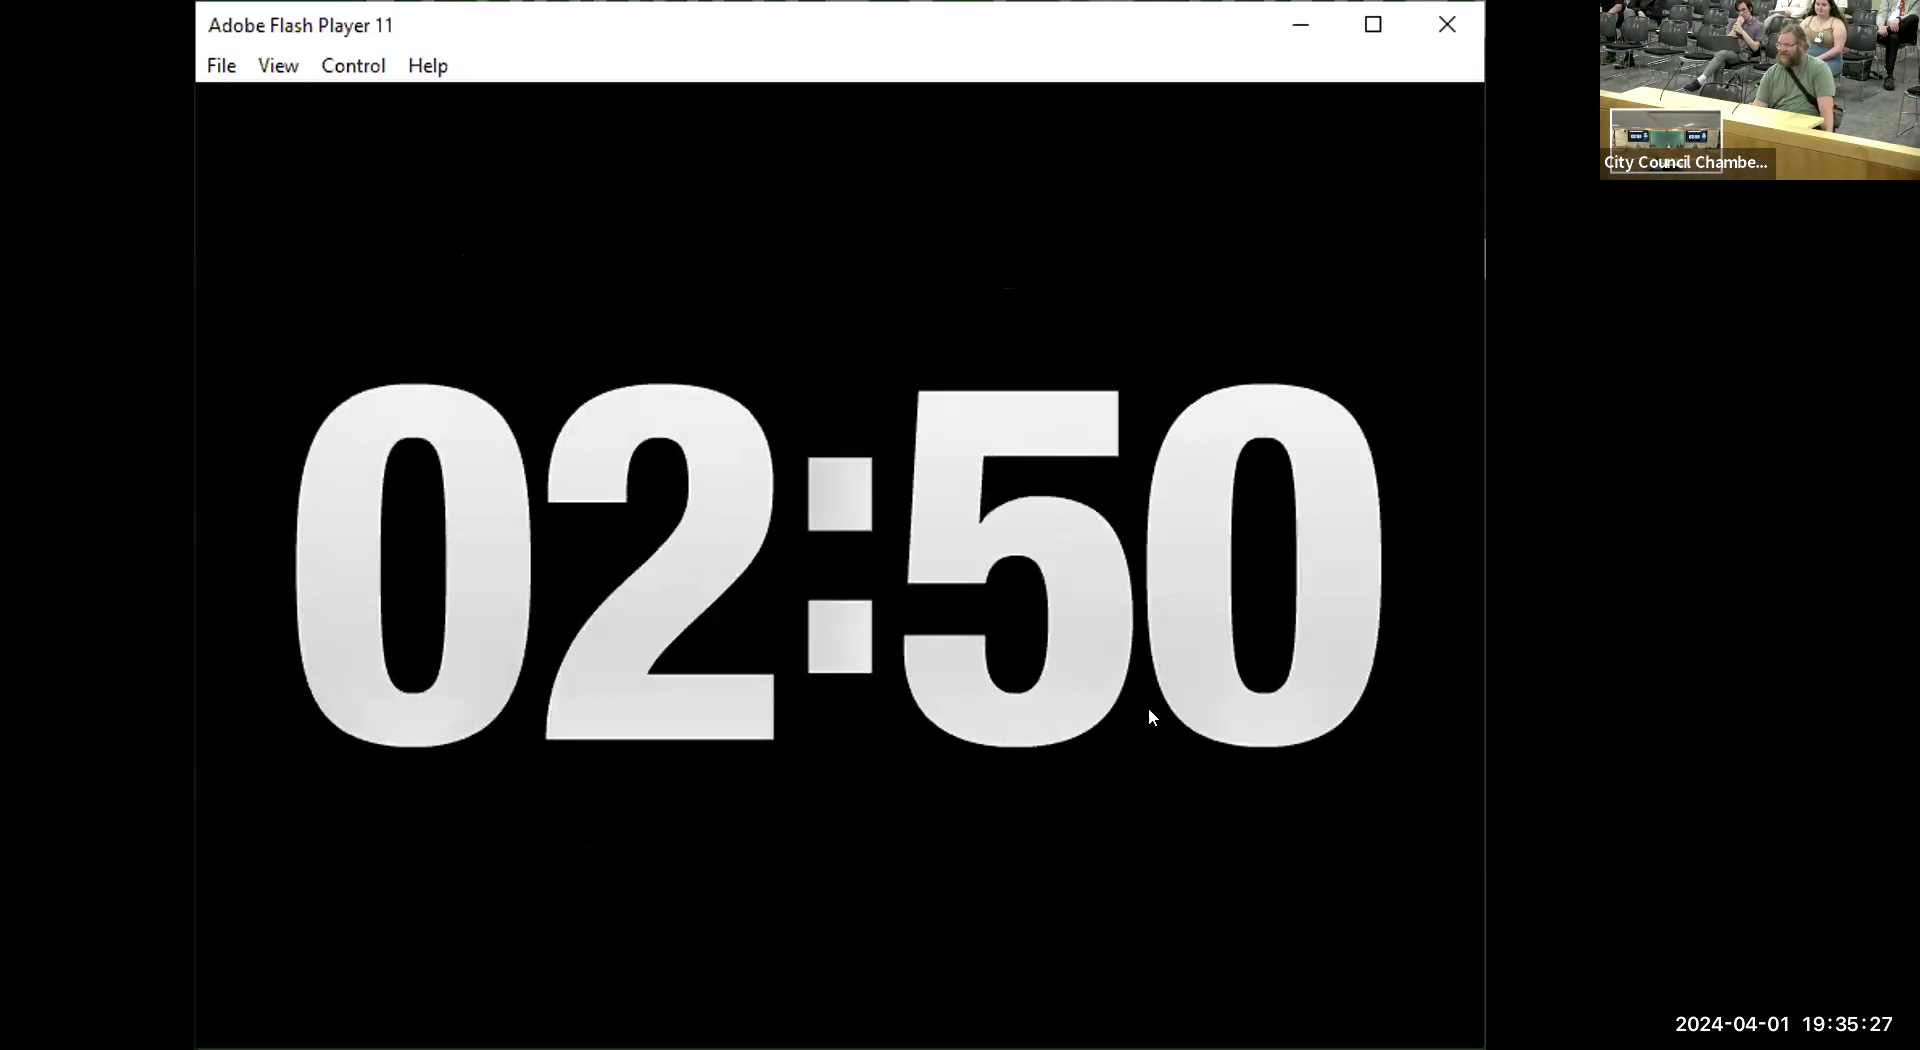 Adobe Flash Player 11
File View Control Help
02:50
City Council Chambe...
2024-04-01 19:35:27